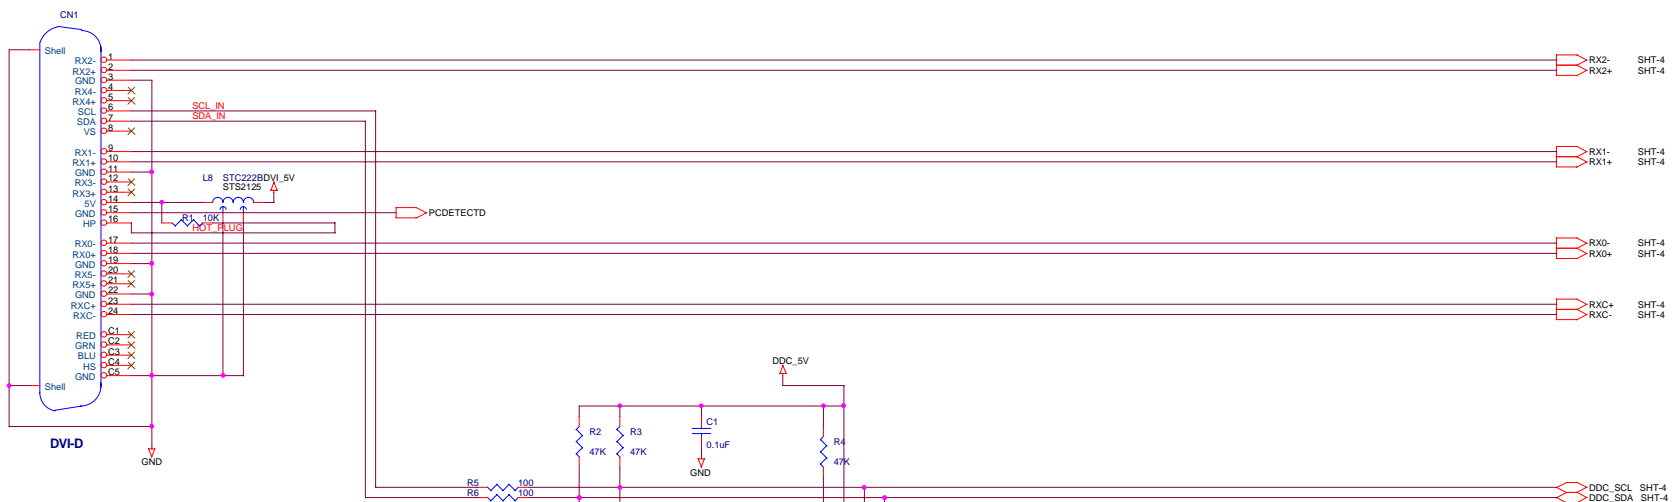 CN1
Shell
RX2- 1 RX2- SHT-4
RX2+ 2 RX2+ SHT-4
GND 3
RX4- 4
RX4+ 5
SCL 6 SCL_IN
SDA 7 SDA_IN
VS 8
RX1- 9 RX1- SHT-4
RX1+ 10 RX1+ SHT-4
GND 11
RX3- 12 L8 STC222B DVI_5V
RX3+ 13 STS2125
5V 14
GND 15 PCDETECTD
HP 16 R1 10K
HOT_PLUG
RX0- 17 RX0- SHT-4
RX0+ 18 RX0+ SHT-4
GND 19
RX5- 20
RX5+ 21
GND 22
RXC+ 23 RXC+ SHT-4
RXC- 24 RXC- SHT-4
RED C1
GRN C2
BLU C3
HS C4
GND C5
DDC_5V
Shell
C1
R2 R3 R4
0.1uF
47K 47K 47K
DVI-D
GND GND
R5 100 DDC_SCL SHT-4
R6 100 DDC_SDA SHT-4